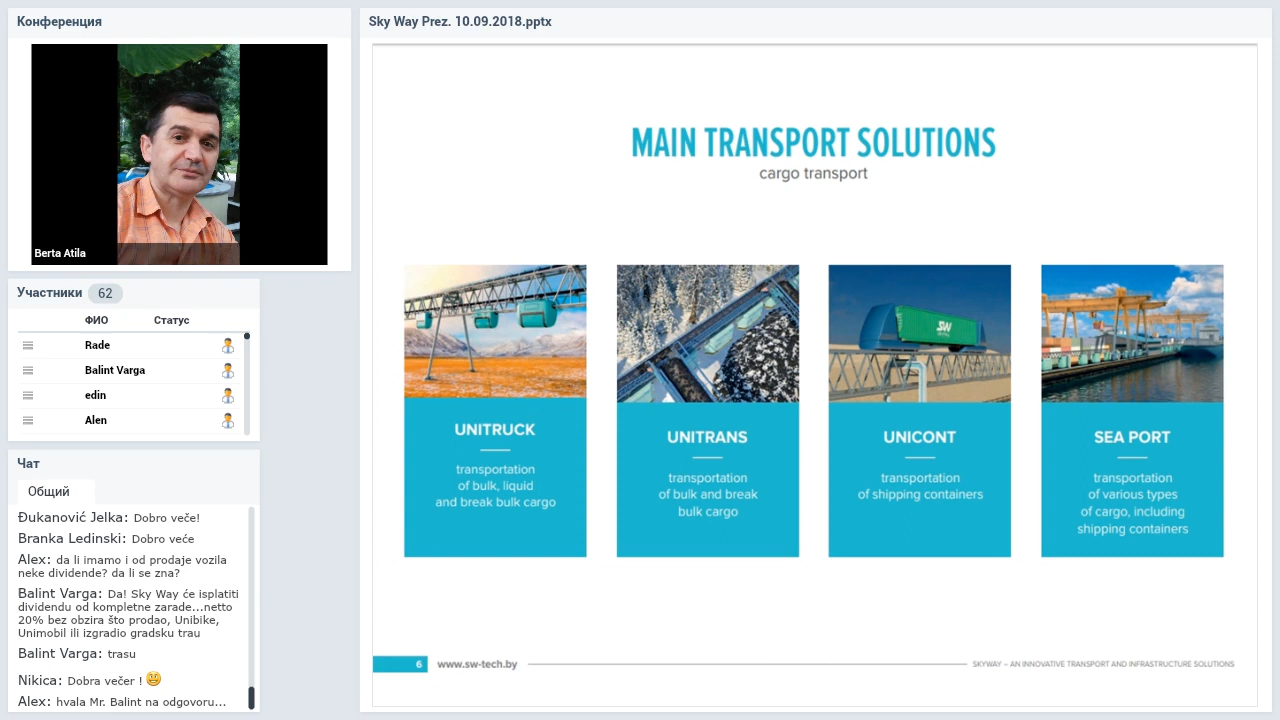 Конференция
Berta Atila
Участники 62
ФИО Статус
Rade
Balint Varga
edin
Alen
Чат
Общий
Đukanović Jelka: Dobro veče!
Branka Ledinski: Dobro veće
Alex: da li imamo i od prodaje vozila
neke dividende? da li se zna?
Balint Varga: Da! Sky Way će isplatiti
dividendu od kompletne zarade...netto
20% bez obzira što prodao, Unibike,
Unimobil ili izgradio gradsku trau
Balint Varga: trasu
Nikica: Dobra večer !
Alex: hvala Mr. Balint na odgovoru...
Sky Way Prez. 10.09.2018.pptx
MAIN TRANSPORT SOLUTIONS
cargo transport
UNITRUCK
transportation
of bulk, liquid
and break bulk cargo
UNITRANS
transportation
of bulk and break
bulk cargo
SW
UNICONT
transportation
of shipping containers
SEA PORT
transportation
of various types
of cargo, including
shipping containers
6 www.sw-tech.by
SKYWAY – AN INNOVATIVE TRANSPORT AND INFRASTRUCTURE SOLUTIONS